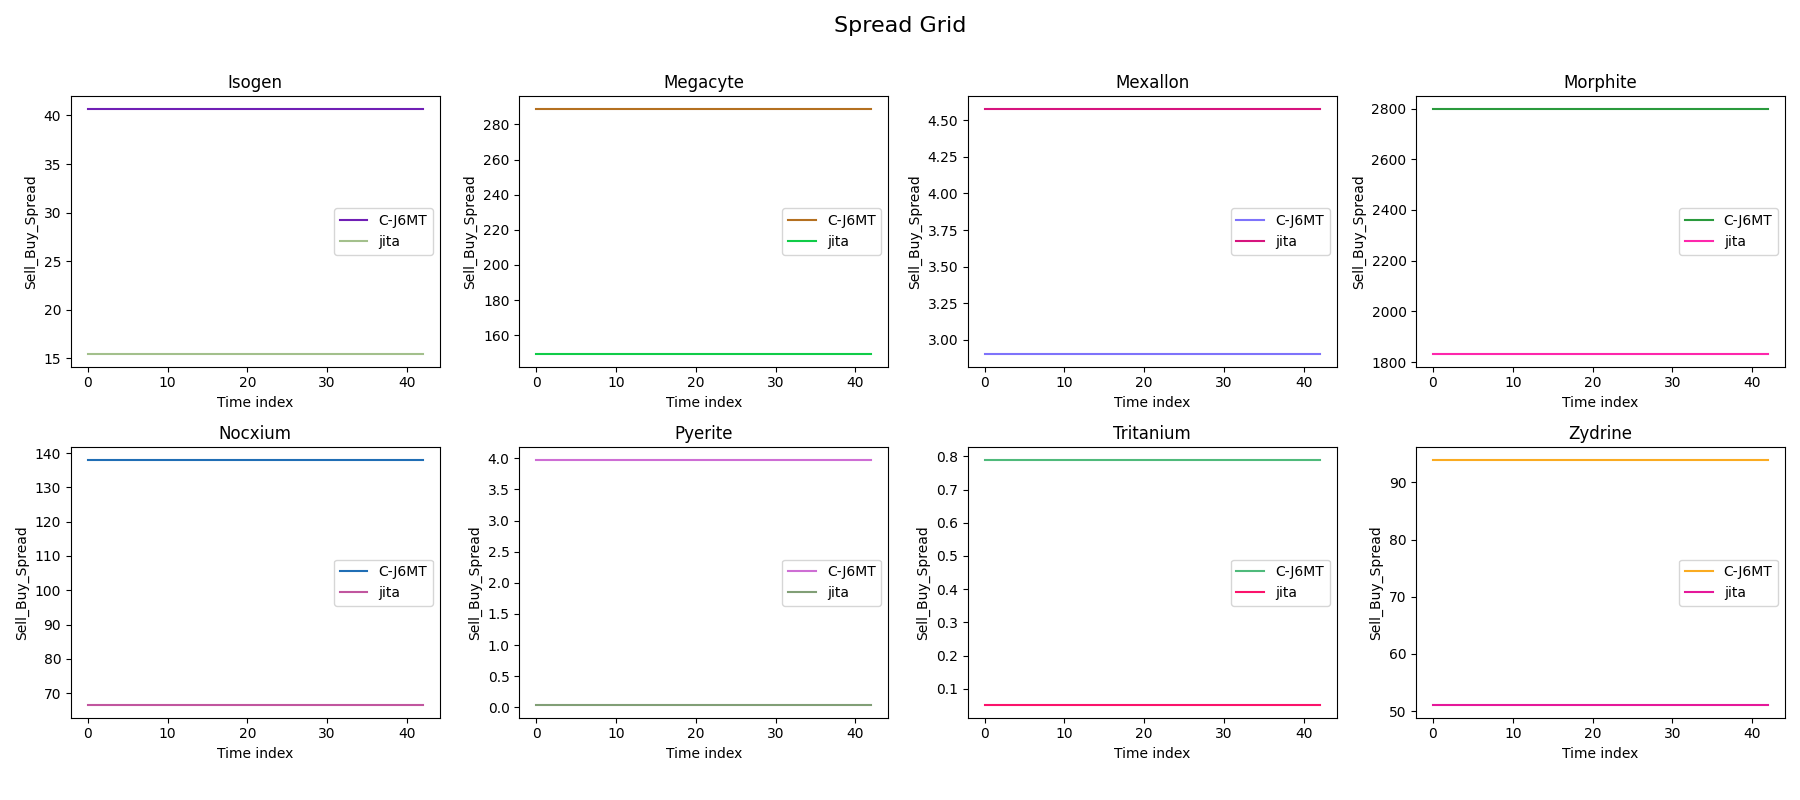 Spread Grid
Isogen
Sell_Buy_Spread
40
35
30
25
20
15
C-J6MT
jita
0 10 20 30 40
Time index
Megacyte
Sell_Buy_Spread
280
260
240
220
200
180
160
C-J6MT
jita
0 10 20 30 40
Time index
Mexallon
Sell_Buy_Spread
4.50
4.25
4.00
3.75
3.50
3.25
3.00
C-J6MT
jita
0 10 20 30 40
Time index
Morphite
Sell_Buy_Spread
2800
2600
2400
2200
2000
1800
C-J6MT
jita
0 10 20 30 40
Time index
Nocxium
Sell_Buy_Spread
140
130
120
110
100
90
80
70
C-J6MT
jita
0 10 20 30 40
Time index
Pyerite
Sell_Buy_Spread
4.0
3.5
3.0
2.5
2.0
1.5
1.0
0.5
0.0
C-J6MT
jita
0 10 20 30 40
Time index
Tritanium
Sell_Buy_Spread
0.8
0.7
0.6
0.5
0.4
0.3
0.2
0.1
C-J6MT
jita
0 10 20 30 40
Time index
Zydrine
Sell_Buy_Spread
90
80
70
60
50
C-J6MT
jita
0 10 20 30 40
Time index